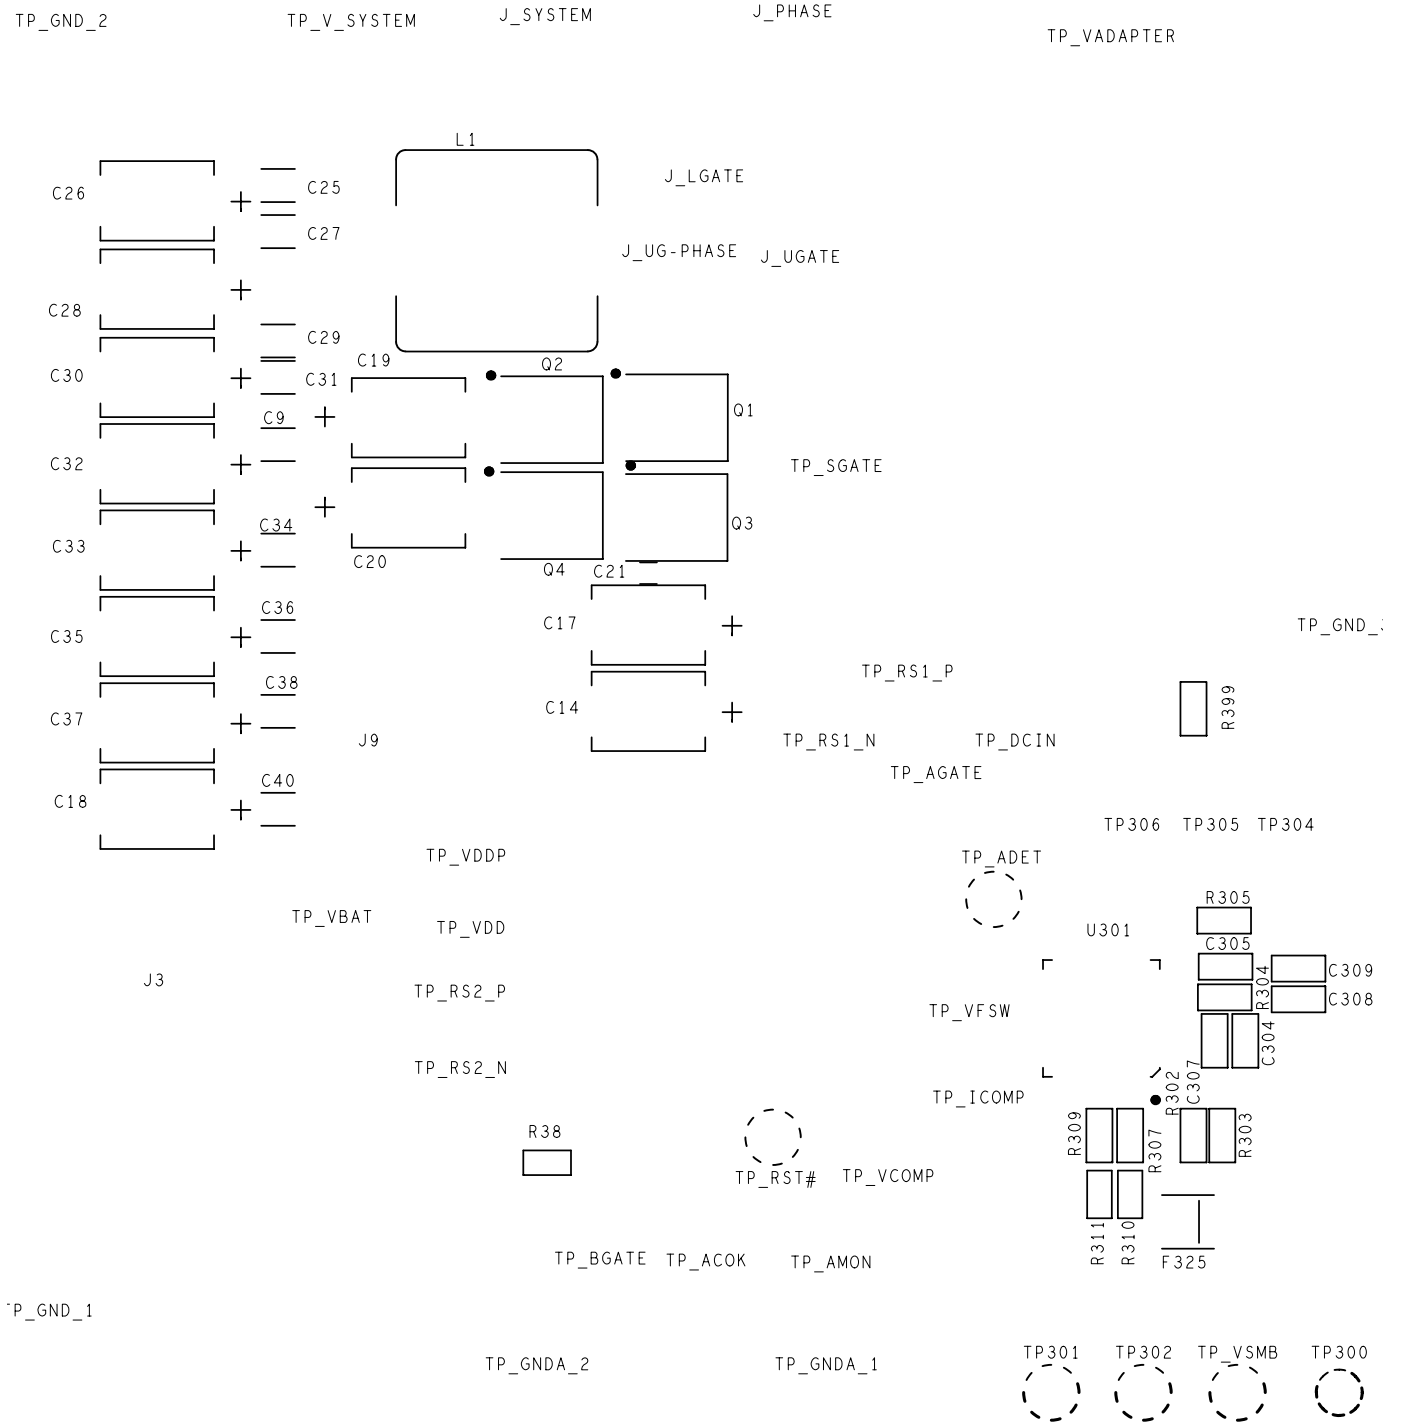 TP_GND_2
TP_V_SYSTEM
J_SYSTEM
J_PHASE
TP_VADAPTER
L1
C26
C25
J_LGATE
C27
J_UG-PHASE
J_UGATE
C28
C29
C19
Q2
C30
C31
Q1
C9
C32
TP_SGATE
C34
Q3
C33
C20
Q4
C21
C36
C17
C35
TP_GND_
TP_RS1_P
C38
C14
R399
C37
J9
TP_RS1_N
TP_DCIN
TP_AGATE
C40
C18
TP306
TP305
TP304
TP_VDDP
TP_ADET
R305
TP_VBAT
TP_VDD
U301
C305
J3
R304
C309
TP_RS2_P
C308
TP_VFSW
C304
TP_RS2_N
C307
R302
TP_ICOMP
R38
R309
R307
R303
TP_RST#
TP_VCOMP
R311
R310
TP_BGATE
TP_ACOK
TP_AMON
F325
TP_GND_1
TP_GNDA_2
TP_GNDA_1
TP301
TP302
TP_VSMB
TP300